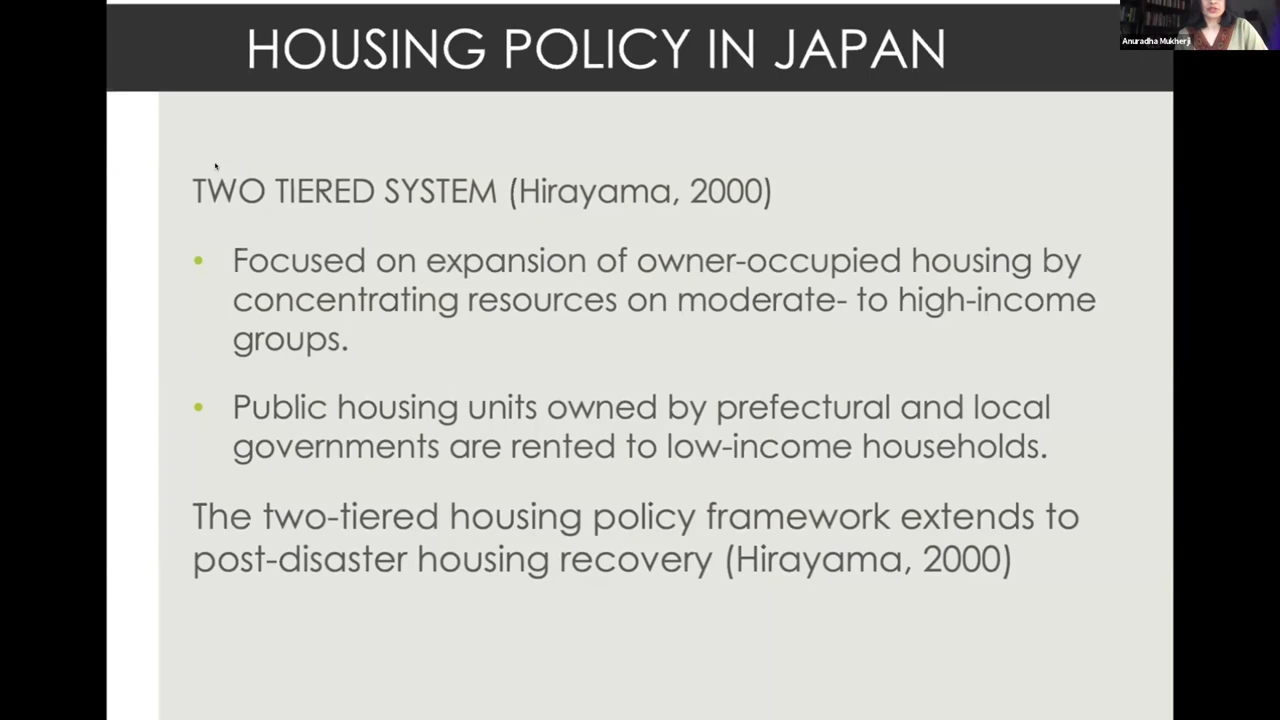 HOUSING POLICY IN JAPAN
Anuradha Mukherji
TWO TIERED SYSTEM (Hirayama, 2000)
• Focused on expansion of owner-occupied housing by
concentrating resources on moderate- to high-income
groups.
• Public housing units owned by prefectural and local
governments are rented to low-income households.
The two-tiered housing policy framework extends to
post-disaster housing recovery (Hirayama, 2000)